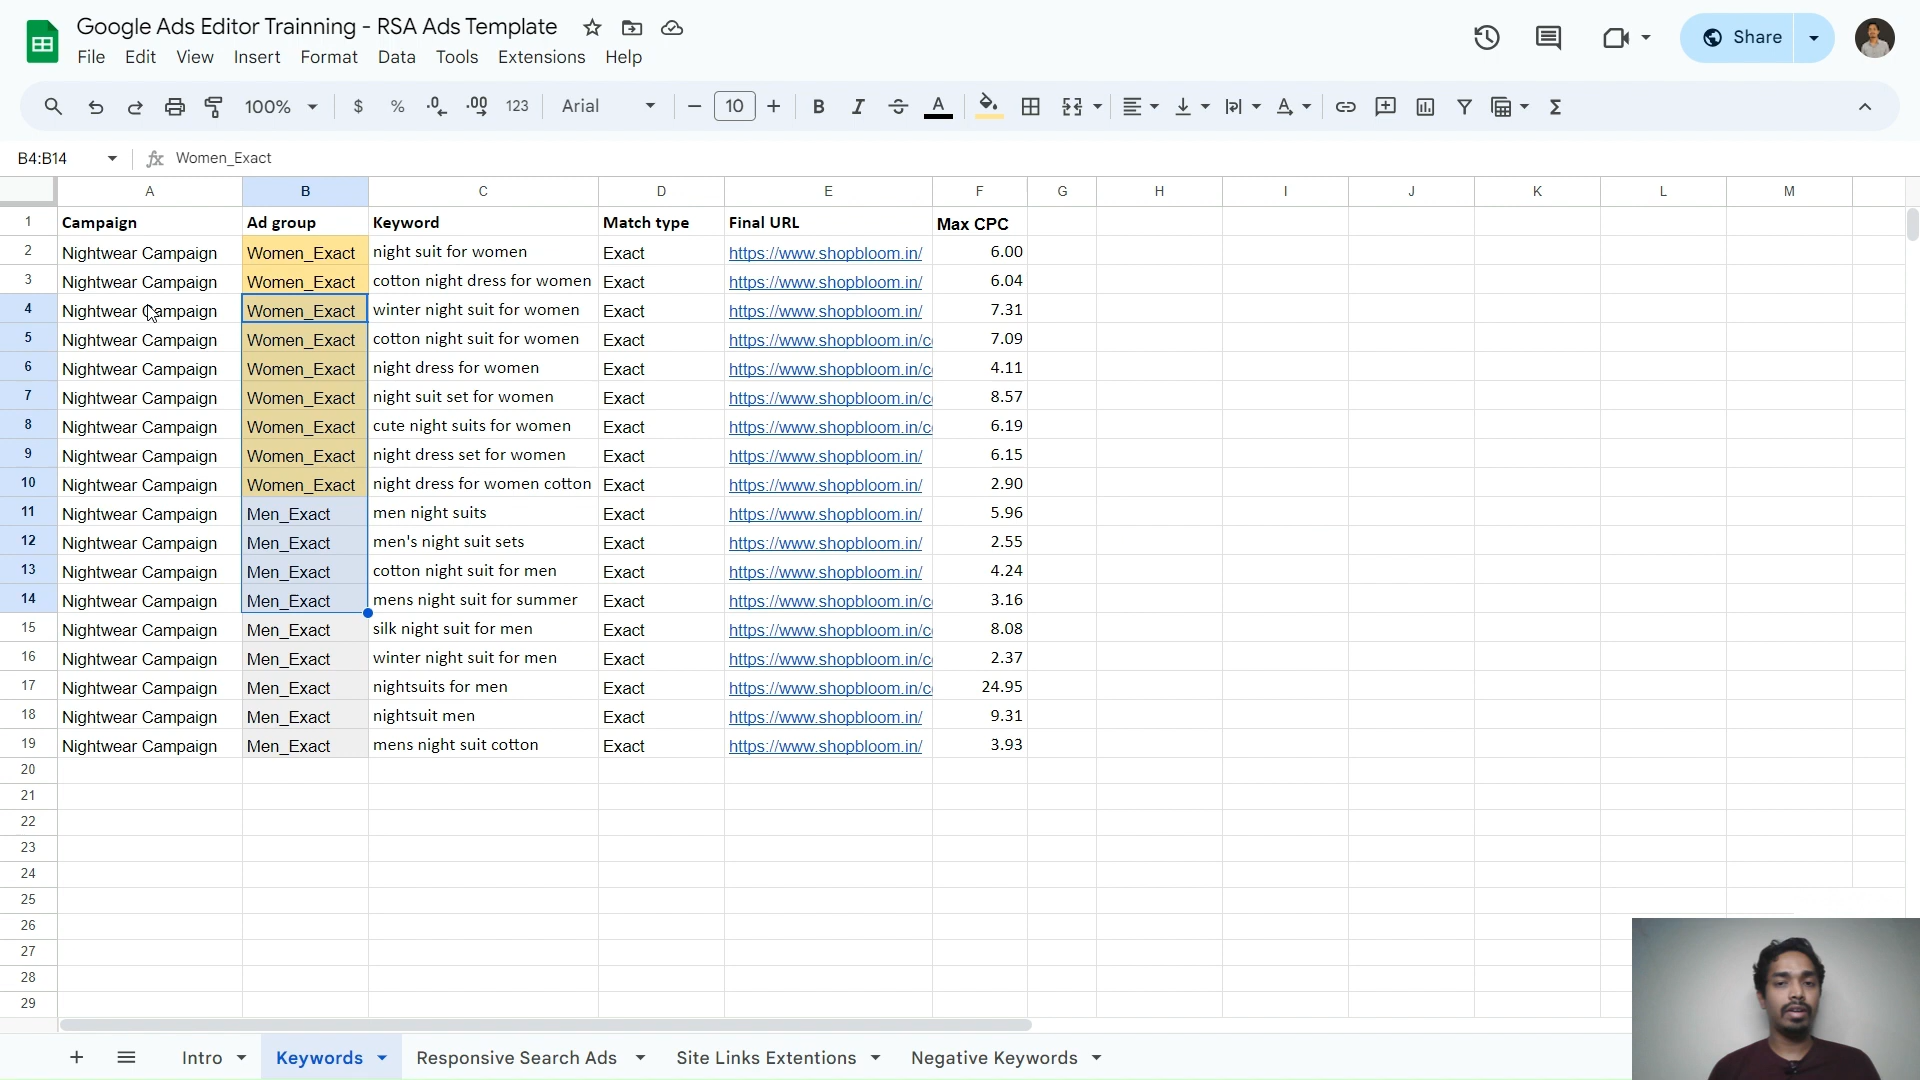 Google Ads Editor Trainning - RSA Ads Template
File Edit View Insert Format Data Tools Extensions Help
Share
100% $ % .0 .00 123 Arial 10 B I A Σ
B4:B14 fx Women_Exact
A B C D E F G H I J K L M
1 Campaign Ad group Keyword Match type Final URL Max CPC
2 Nightwear Campaign Women_Exact night suit for women Exact https://www.shopbloom.in/ 6.00
3 Nightwear Campaign Women_Exact cotton night dress for women Exact https://www.shopbloom.in/ 6.04
4 Nightwear Campaign Women_Exact winter night suit for women Exact https://www.shopbloom.in/ 7.31
5 Nightwear Campaign Women_Exact cotton night suit for women Exact https://www.shopbloom.in/c 7.09
6 Nightwear Campaign Women_Exact night dress for women Exact https://www.shopbloom.in/c 4.11
7 Nightwear Campaign Women_Exact night suit set for women Exact https://www.shopbloom.in/c 8.57
8 Nightwear Campaign Women_Exact cute night suits for women Exact https://www.shopbloom.in/c 6.19
9 Nightwear Campaign Women_Exact night dress set for women Exact https://www.shopbloom.in/ 6.15
10 Nightwear Campaign Women_Exact night dress for women cotton Exact https://www.shopbloom.in/ 2.90
11 Nightwear Campaign Men_Exact men night suits Exact https://www.shopbloom.in/ 5.96
12 Nightwear Campaign Men_Exact men's night suit sets Exact https://www.shopbloom.in/ 2.55
13 Nightwear Campaign Men_Exact cotton night suit for men Exact https://www.shopbloom.in/ 4.24
14 Nightwear Campaign Men_Exact mens night suit for summer Exact https://www.shopbloom.in/c 3.16
15 Nightwear Campaign Men_Exact silk night suit for men Exact https://www.shopbloom.in/c 8.08
16 Nightwear Campaign Men_Exact winter night suit for men Exact https://www.shopbloom.in/c 2.37
17 Nightwear Campaign Men_Exact nightsuits for men Exact https://www.shopbloom.in/c 24.95
18 Nightwear Campaign Men_Exact nightsuit men Exact https://www.shopbloom.in/ 9.31
19 Nightwear Campaign Men_Exact mens night suit cotton Exact https://www.shopbloom.in/ 3.93
20
21
22
23
24
25
26
27
28
29
Intro Keywords Responsive Search Ads Site Links Extentions Negative Keywords